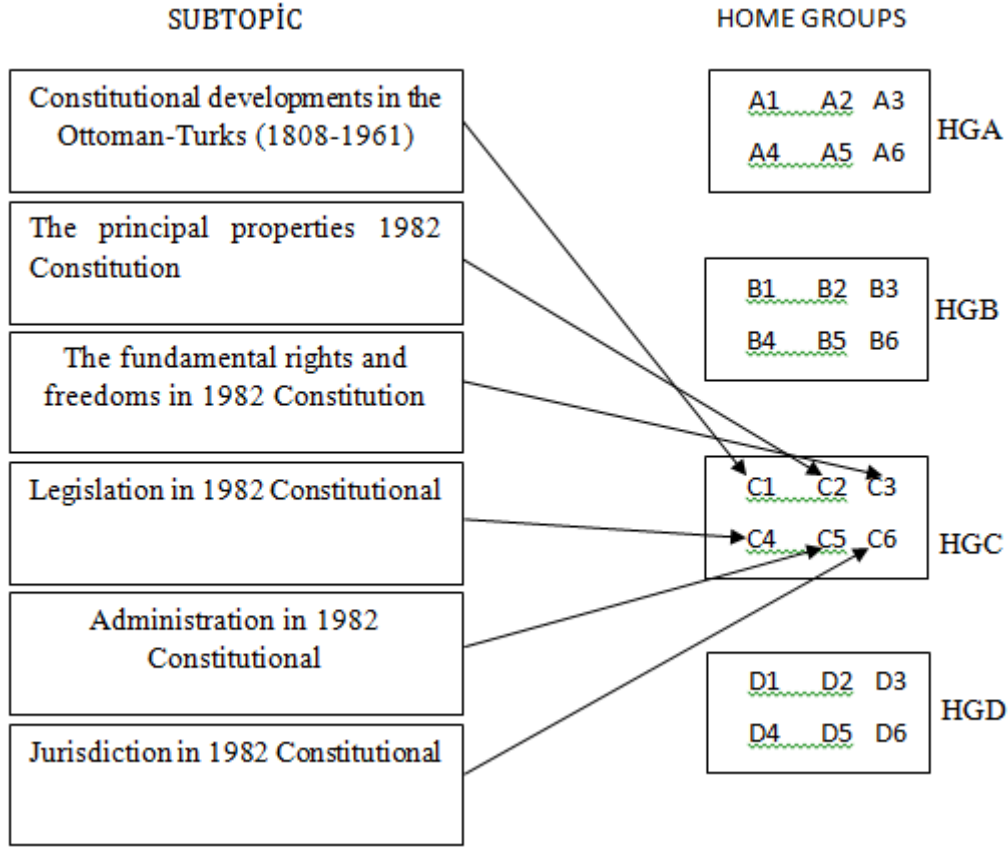 SUBTOPİC
Constitutional developments in the
Ottoman-Turks (1808-1961)
The principal properties 1982
Constitution
The fundamental rights and
freedoms in 1982 Constitution
Legislation in 1982 Constitutional
Administration in 1982
Constitutional
Jurisdiction in 1982 Constitutional
HOME GROUPS
A1 A2 A3
A4 A5 A6
HGA
B1 B2 B3
B4 B5 B6
HGB
C1 C2 C3
C4 C5 C6
HGC
D1 D2 D3
D4 D5 D6
HGD